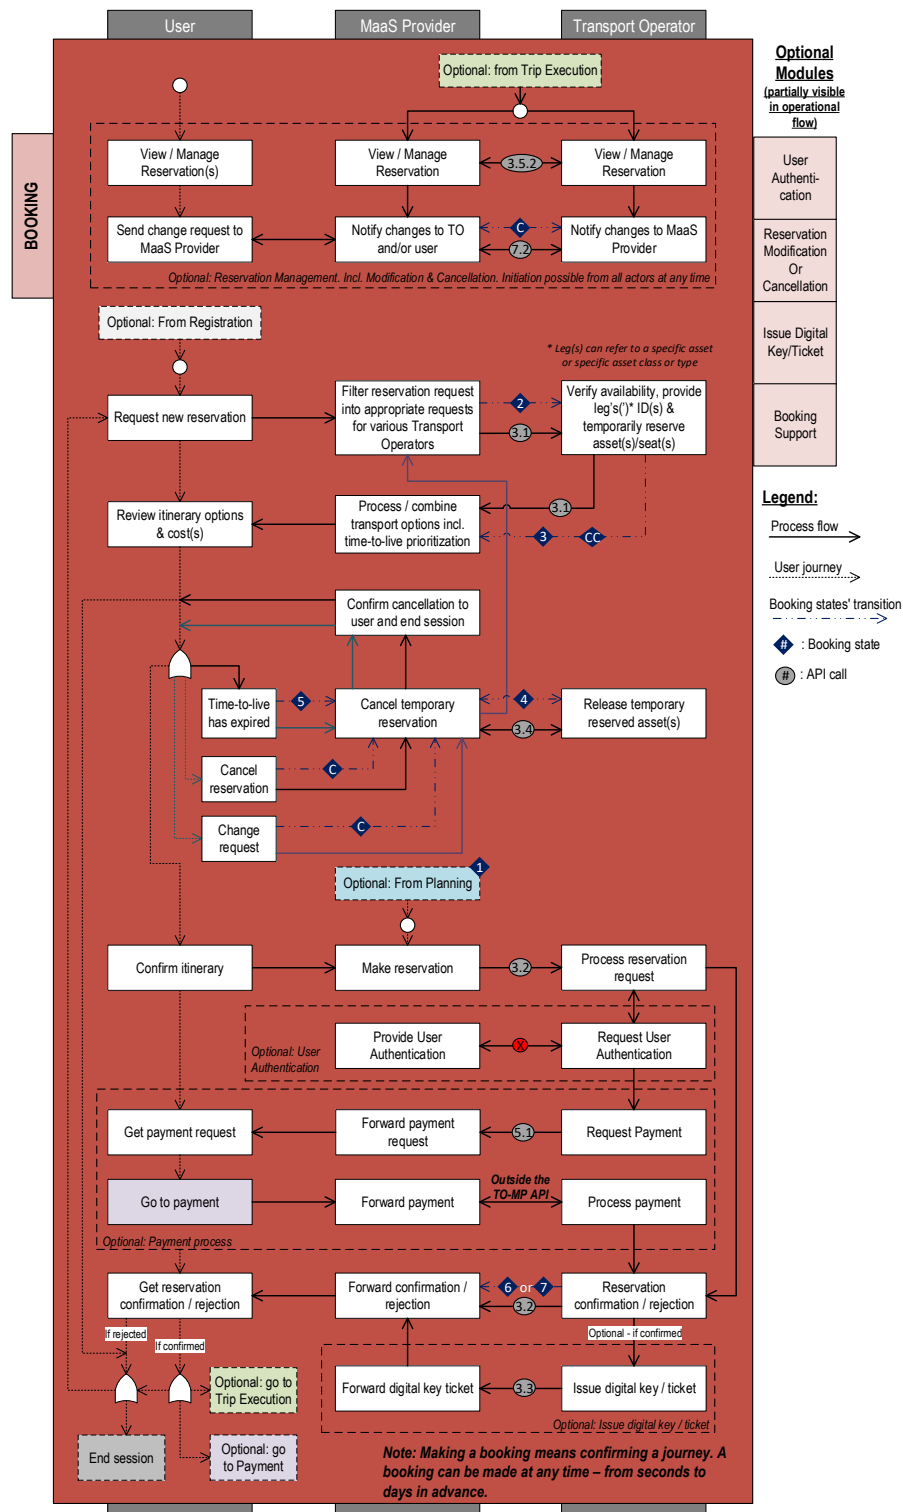 User
MaaS Provider
Transport Operator
Optional: from Trip Execution
Optional
Modules
(partially visible
in operational
flow)
BOOKING
View / Manage
Reservation(s)
View / Manage
Reservation
3.5.2
View / Manage
Reservation
User
Authenti-
cation
Send change request to
MaaS Provider
Notify changes to TO
and/or user
C
7.2
Notify changes to MaaS
Provider
Reservation
Modification
Or
Cancellation
Optional: Reservation Management. Incl. Modification & Cancellation. Initiation possible from all actors at any time
Optional: From Registration
Issue Digital
Key/Ticket
* Leg(s) can refer to a specific asset
or specific asset class or type
Request new reservation
Filter reservation request
into appropriate requests
for various Transport
Operators
2
3.1
Verify availability, provide
leg's(')* ID(s) &
temporarily reserve
asset(s)/seat(s)
Booking
Support
Review itinerary options
& cost(s)
Process / combine
transport options incl.
time-to-live prioritization
3.1
3
CC
Legend:
Process flow
User journey
Booking states' transition
# : Booking state
# : API call
Confirm cancellation to
user and end session
Time-to-live
has expired
5
Cancel temporary
reservation
4
3.4
Release temporary
reserved asset(s)
Cancel
reservation
C
Change
request
C
1
Optional: From Planning
Confirm itinerary
Make reservation
3.2
Process reservation
request
Optional: User
Authentication
Provide User
Authentication
X
Request User
Authentication
Get payment request
Forward payment
request
5.1
Request Payment
Go to payment
Forward payment
Outside the
TO-MP API
Process payment
Optional: Payment process
Get reservation
confirmation / rejection
Forward confirmation /
rejection
6 or 7
3.2
Reservation
confirmation / rejection
If rejected
If confirmed
Optional - if confirmed
Optional: go to
Trip Execution
Forward digital key ticket
3.3
Issue digital key / ticket
Optional: Issue digital key / ticket
End session
Optional: go
to Payment
Note: Making a booking means confirming a journey. A
booking can be made at any time – from seconds to
days in advance.